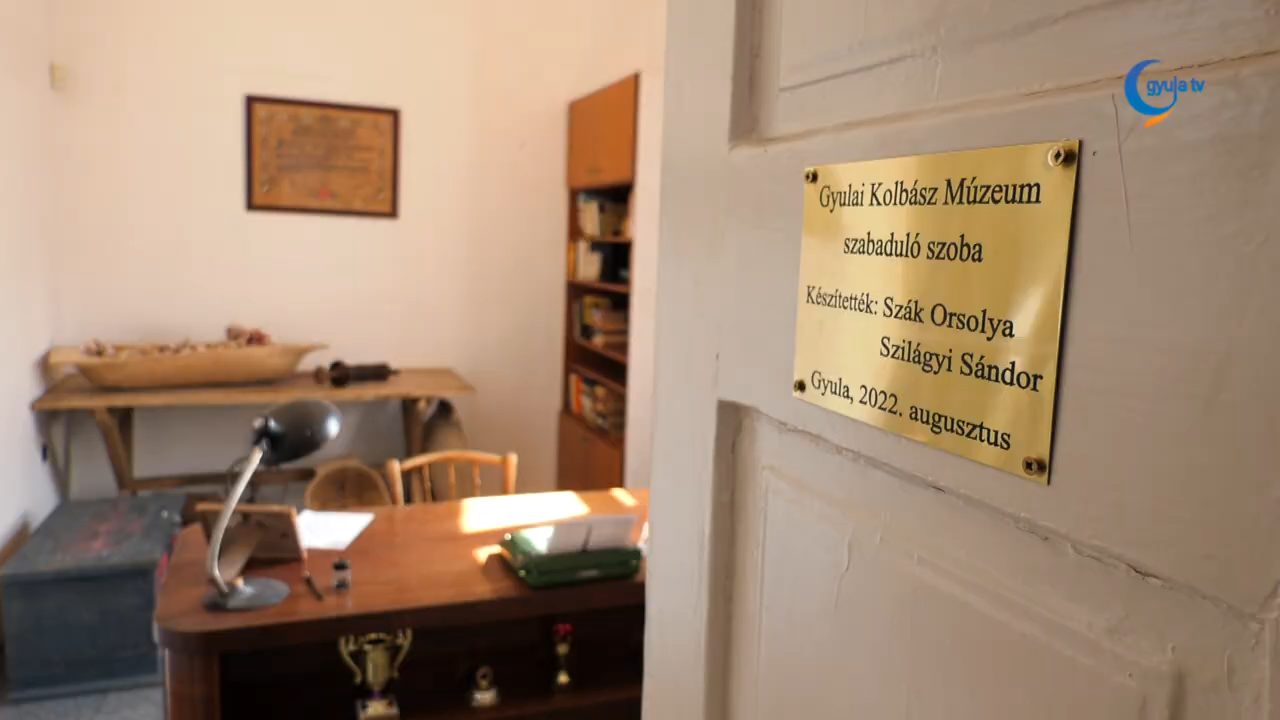 gyula tv
Gyulai Kolbász Múzeum
szabaduló szoba
Készítették: Szák Orsolya
Szilágyi Sándor
Gyula, 2022. augusztus